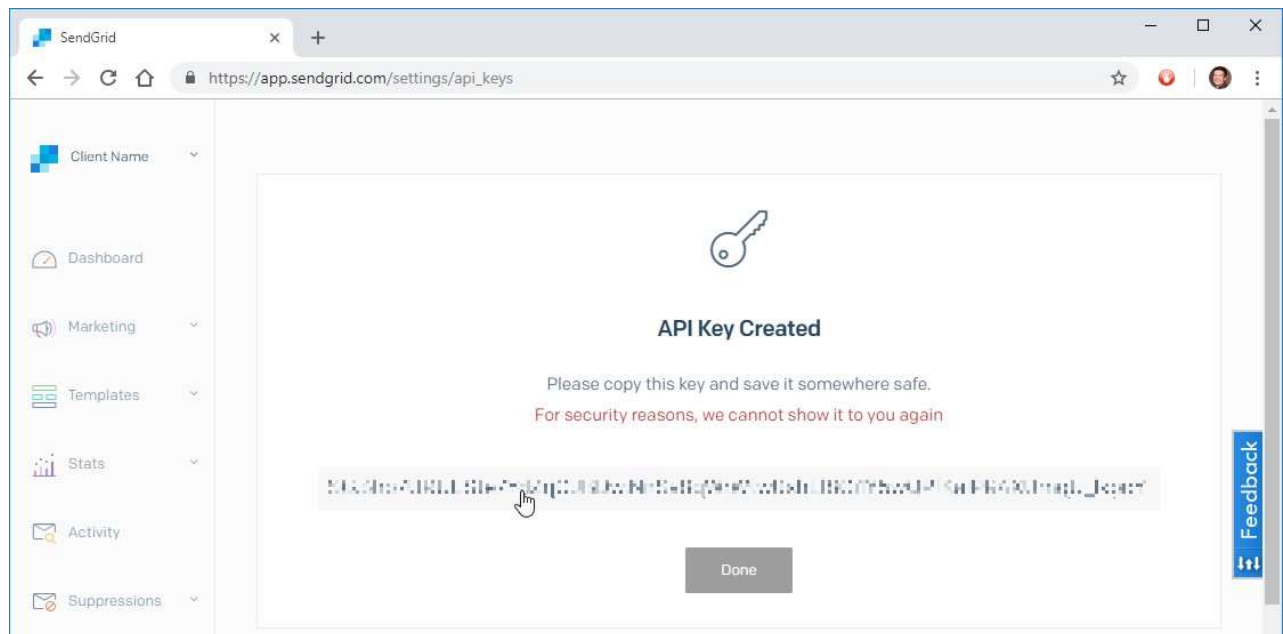 SendGrid
https://app.sendgrid.com/settings/api_keys
Client Name
Dashboard
Marketing
Templates
Stats
Activity
Suppressions
API Key Created
Please copy this key and save it somewhere safe.
For security reasons, we cannot show it to you again
Done
Feedback